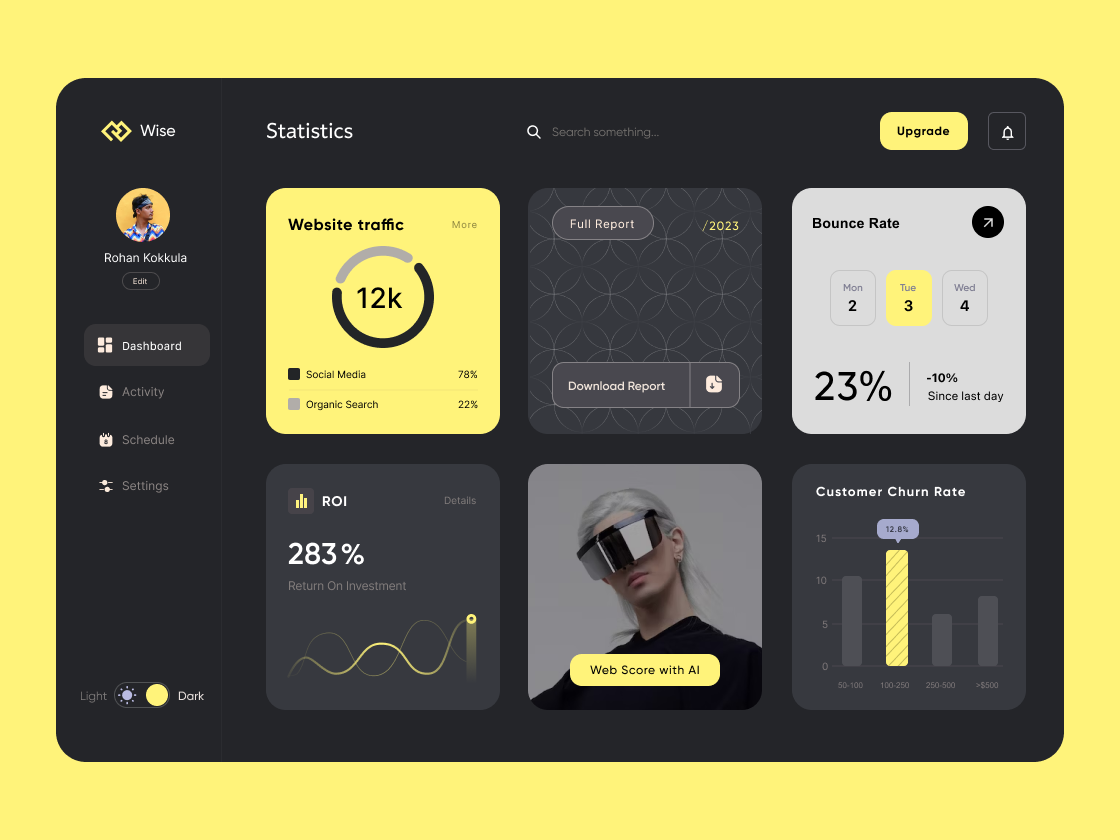 Wise
Rohan Kokkula
Edit
Dashboard
Activity
8
Schedule
Settings
Light
Dark
Statistics
Search something...
Upgrade
Website traffic
More
12k
Social Media
78%
Organic Search
22%
Full Report
/2023
Download Report
Bounce Rate
Mon
2
Tue
3
Wed
4
23%
-10%
Since last day
ROI
Details
283%
Return On Investment
Web Score with AI
Customer Churn Rate
12.8%
15
10
5
0
50-100
100-250
250-500
>$500